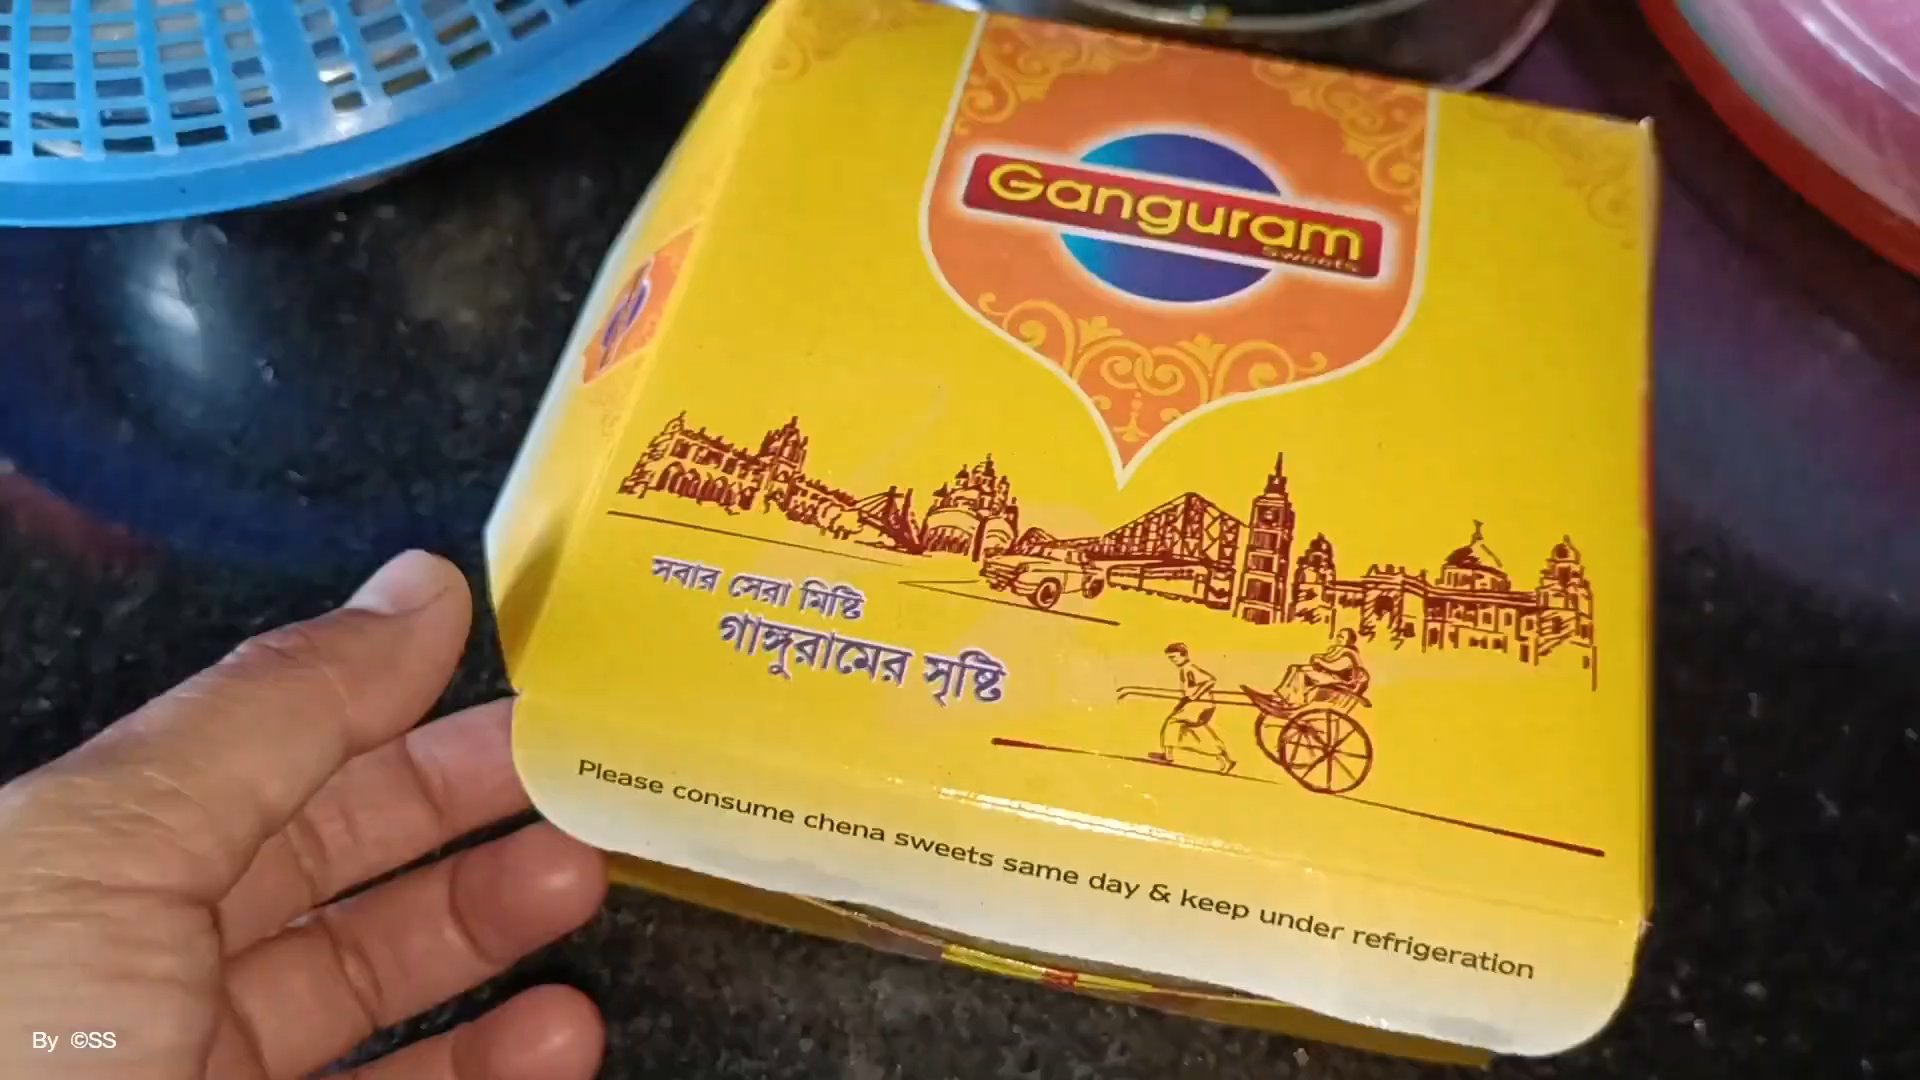 Ganguram
Sweets
সবার সেরা মিষ্টি
গাঙ্গুরামের সৃষ্টি
Please consume chena sweets same day & keep under refrigeration
By ©SS